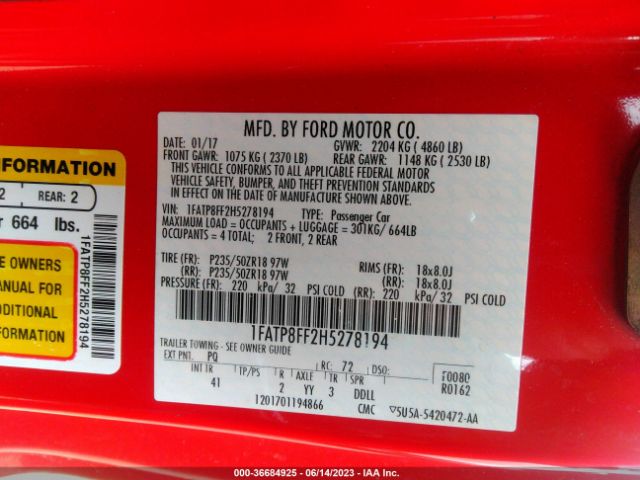 MFD. BY FORD MOTOR CO.
DATE: 01/17 GVWR: 2204 KG ( 4860 LB)
FRONT GAWR: 1075 KG ( 2370 LB) REAR GAWR: 1148 KG ( 2530 LB)
THIS VEHICLE CONFORMS TO ALL APPLICABLE FEDERAL MOTOR
VEHICLE SAFETY, BUMPER, AND THEFT PREVENTION STANDARDS
IN EFFECT ON THE DATE OF MANUFACTURE SHOWN ABOVE.
VIN: 1FATP8FF2H5278194 TYPE: Passenger Car
MAXIMUM LOAD = OCCUPANTS + LUGGAGE = 301KG/ 664LB
OCCUPANTS = 4 TOTAL; 2 FRONT, 2 REAR
TIRE (FR): P235/50ZR18 97W RIMS (FR): 18x8.0J
(RR): P235/50ZR18 97W (RR): 18x8.0J
PRESSURE (FR): 220 kPa/ 32 PSI COLD (RR): 220 kPa/ 32 PSI COLD
1FATP8FF2H5278194
TRAILER TOWING - SEE OWNER GUIDE
EXT PNT: PQ RC: 72 DSO: F0080
R0162
INT TR TP/PS R AXLE TR SPR
41 2 YY 3 DDLL
1201701194866 CMC 5U5A-5420472-AA
INFORMATION
2 REAR: 2
r 664 lbs.
E OWNERS
ANUAL FOR
DDITIONAL
FORMATION
1FATP8FF2H5278194
000-36684925 - 06/14/2023 - IAA Inc.